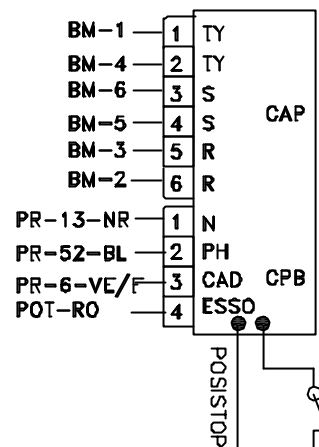 BM-1 1 TY
BM-4 2 TY
BM-6 3 S
CAP
BM-5 4 S
BM-3 5 R
BM-2 6 R
PR-13-NR 1 N
PR-52-BL 2 PH
PR-6-VE/F 3 CAD CPB
POT-RO 4 ESSO
POSISTOP